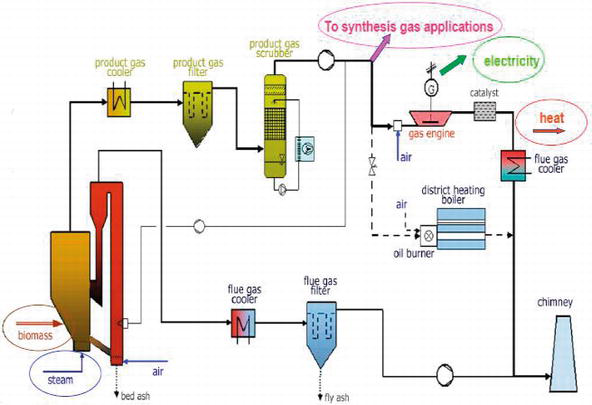 To synthesis gas applications
electricity
product gas
cooler
product gas
filter
product gas
scrubber
G
catalyst
heat
gas engine
air
flue gas
cooler
district heating
boiler
air
oil burner
flue gas
cooler
flue gas
filter
chimney
biomass
steam
air
bed ash
fly ash